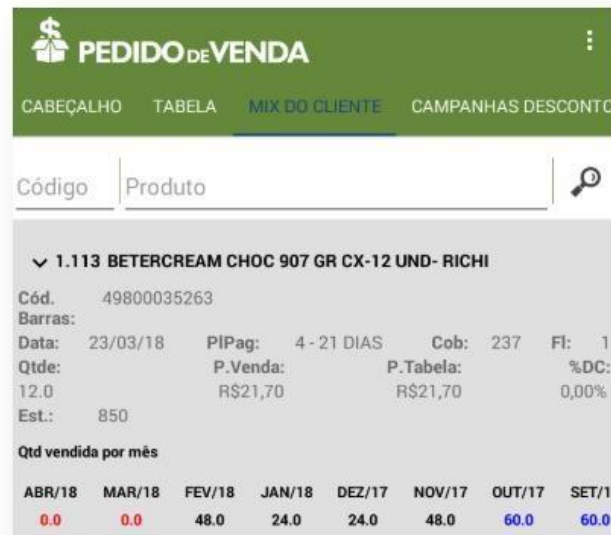 PEDIDO DE VENDA
CABEÇALHO TABELA MIX DO CLIENTE CAMPANHAS DESCONTO
Código Produto
1.113 BETERCREAM CHOC 907 GR CX-12 UND- RICHI
Cód. Barras: 49800035263
Data: 23/03/18 PlPag: 4 - 21 DIAS Cob: 237 Fl: 1
Qtde: P.Venda: P.Tabela: %DC:
12.0 R$21,70 R$21,70 0,00%
Est.: 850
Qtd vendida por mês
ABR/18 MAR/18 FEV/18 JAN/18 DEZ/17 NOV/17 OUT/17 SET/1
0.0 0.0 48.0 24.0 24.0 48.0 60.0 60.0